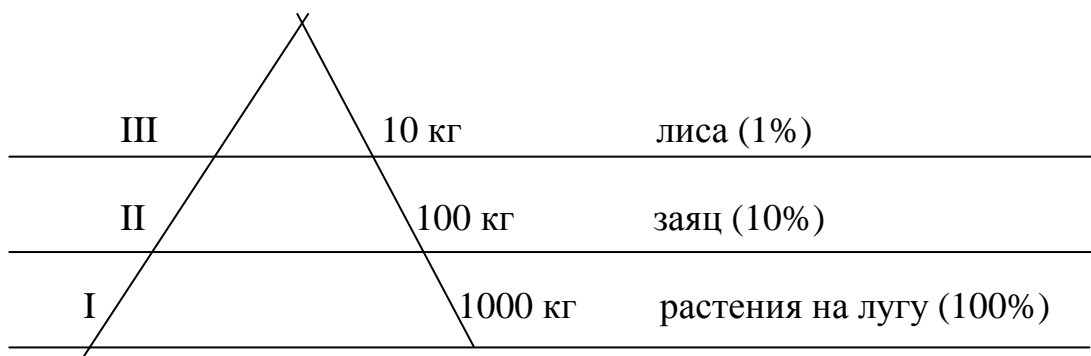 III 10 кг лиса (1%)
II 100 кг заяц (10%)
I 1000 кг растения на лугу (100%)